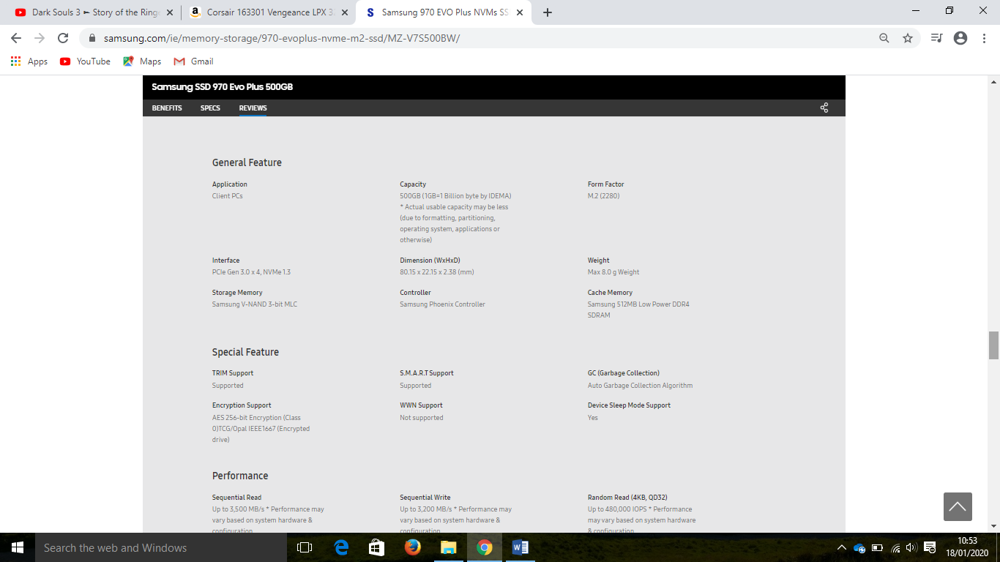 Dark Souls 3 ► Story of the Ringe
Corsair 163301 Vengeance LPX 3
Samsung 970 EVO Plus NVMs SS
samsung.com/ie/memory-storage/970-evoplus-nvme-m2-ssd/MZ-V7S500BW/
Apps YouTube Maps Gmail
Samsung SSD 970 Evo Plus 500GB
BENEFITS SPECS REVIEWS
General Feature
Application
Client PCs
Capacity
500GB (1GB=1 Billion byte by IDEMA)
* Actual usable capacity may be less
(due to formatting, partitioning,
operating system, applications or
otherwise)
Form Factor
M.2 (2280)
Interface
PCIe Gen 3.0 x 4, NVMe 1.3
Dimension (WxHxD)
80.15 x 22.15 x 2.38 (mm)
Weight
Max 8.0 g Weight
Storage Memory
Samsung V-NAND 3-bit MLC
Controller
Samsung Phoenix Controller
Cache Memory
Samsung 512MB Low Power DDR4
SDRAM
Special Feature
TRIM Support
Supported
S.M.A.R.T Support
Supported
GC (Garbage Collection)
Auto Garbage Collection Algorithm
Encryption Support
AES 256-bit Encryption (Class
0)TCG/Opal IEEE1667 (Encrypted
drive)
WWN Support
Not supported
Device Sleep Mode Support
Yes
Performance
Sequential Read
Up to 3,500 MB/s * Performance may
vary based on system hardware &
configuration
Sequential Write
Up to 3,200 MB/s * Performance may
vary based on system hardware &
configuration
Random Read (4KB, QD32)
Up to 480,000 IOPS * Performance
may vary based on system hardware
& configuration
Search the web and Windows
10:53
18/01/2020